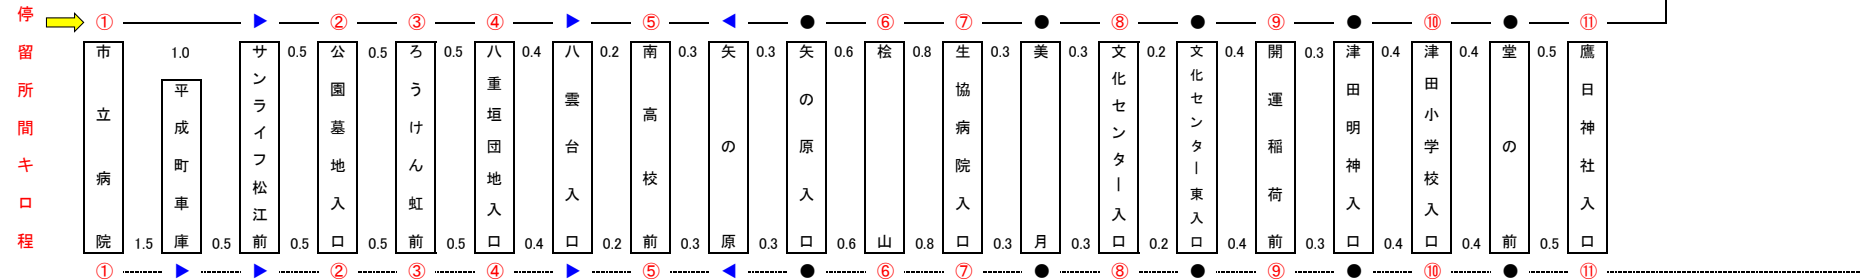 停留所間キロ程
① ② ③ ④ ⑤ ⑥ ⑦ ⑧ ⑨ ⑩ ⑪
1.0 0.5 0.5 0.5 0.4 0.2 0.3 0.3 0.6 0.8 0.3 0.3 0.2 0.4 0.3 0.4 0.4 0.5
市立病院
平成町車庫
サンライフ松江前
公園墓地入口
ろうけん虹前
八重垣団地入口
八雲台入口
南高校前
矢の原
矢の原入口
桧山
生協病院入口
美月
文化センター入口
文化センター東入口
開運稲荷前
津田明神入口
津田小学校入口
堂の前
鷹日神社入口
1.5 0.5 0.5 0.5 0.5 0.4 0.2 0.3 0.3 0.6 0.8 0.3 0.3 0.2 0.4 0.3 0.4 0.4 0.5
① ② ③ ④ ⑤ ⑥ ⑦ ⑧ ⑨ ⑩ ⑪